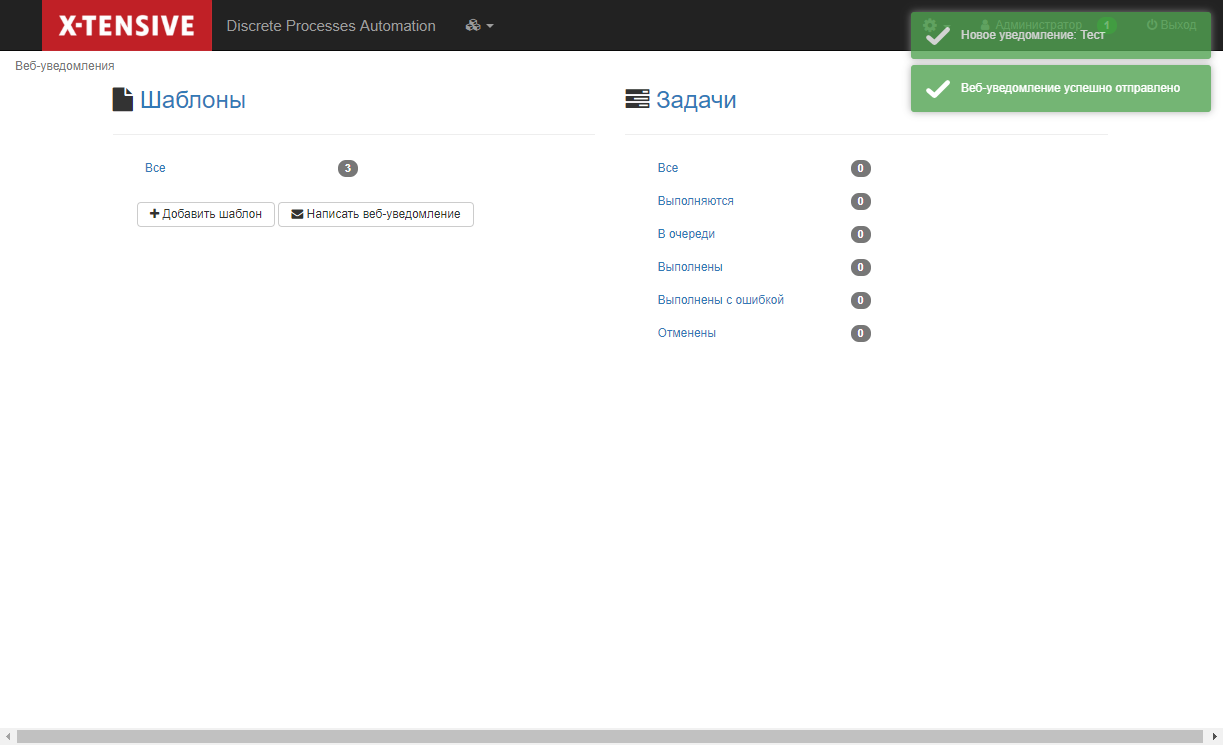 X-TENSIVE
Discrete Processes Automation
Администратор
1
Выход
Новое уведомление: Тест
Веб-уведомление успешно отправлено
Веб-уведомления
Шаблоны
Все 3
Добавить шаблон
Написать веб-уведомление
Задачи
Все 0
Выполняются 0
В очереди 0
Выполнены 0
Выполнены с ошибкой 0
Отменены 0